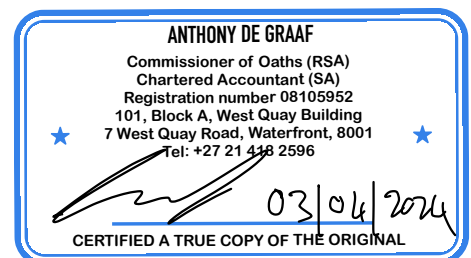 ANTHONY DE GRAAF
Commissioner of Oaths (RSA)
Chartered Accountant (SA)
Registration number 08105952
101, Block A, West Quay Building
7 West Quay Road, Waterfront, 8001
Tel: +27 21 418 2596
03/04/2024
CERTIFIED A TRUE COPY OF THE ORIGINAL